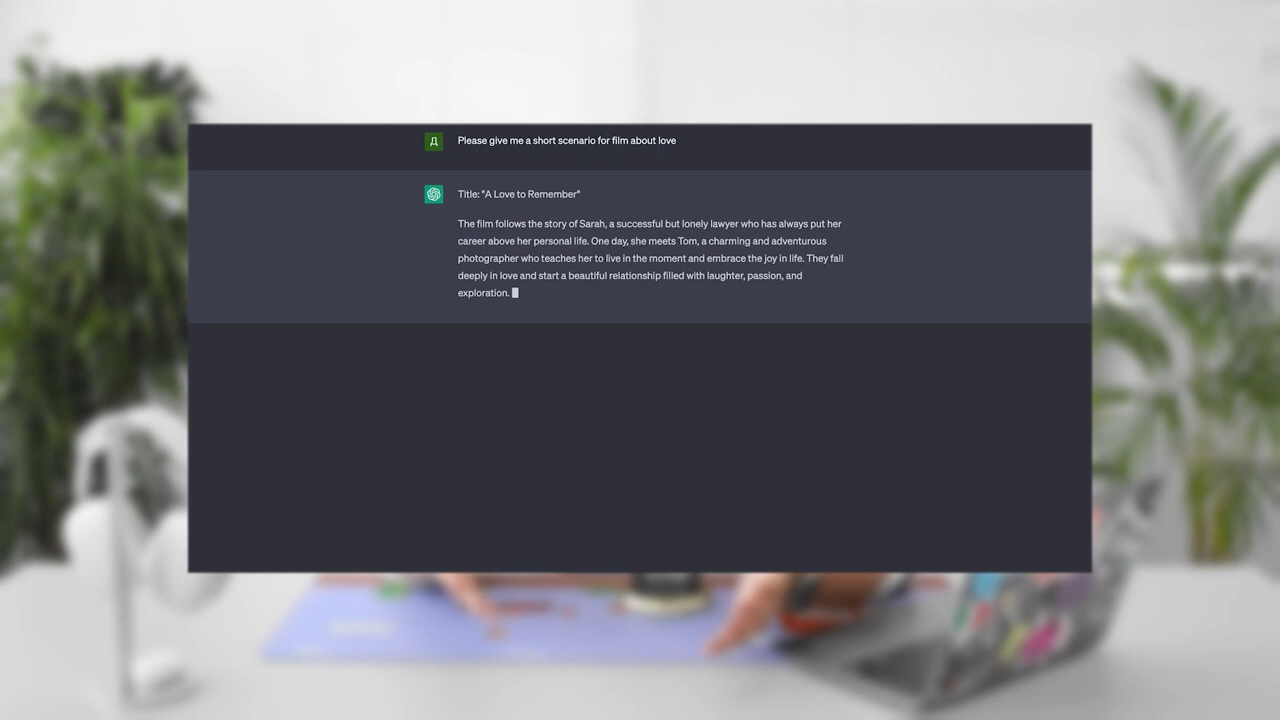 Д
Please give me a short scenario for film about love
Title: "A Love to Remember"
The film follows the story of Sarah, a successful but lonely lawyer who has always put her
career above her personal life. One day, she meets Tom, a charming and adventurous
photographer who teaches her to live in the moment and embrace the joy in life. They fall
deeply in love and start a beautiful relationship filled with laughter, passion, and
exploration.